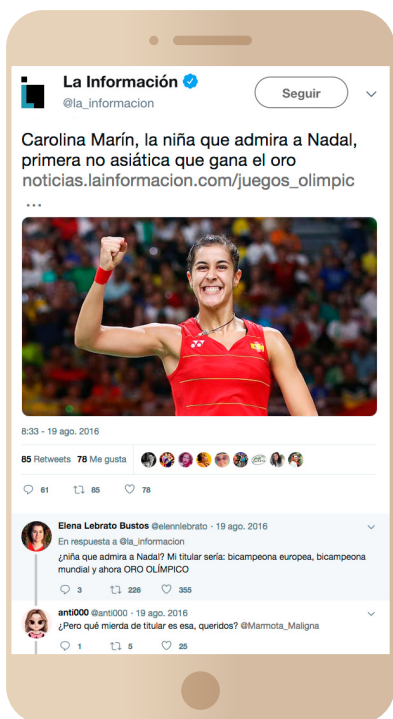 La Información
@la_informacion
Seguir
Carolina Marín, la niña que admira a Nadal,
primera no asiática que gana el oro
noticias.lainformacion.com/juegos_olimpic
...
8:33 - 19 ago. 2016
85 Retweets 78 Me gusta
61 85 78
Elena Lebrato Bustos @elennlebrato · 19 ago. 2016
En respuesta a @la_informacion
¿niña que admira a Nadal? Mi titular sería: bicampeona europea, bicampeona
mundial y ahora ORO OLÍMPICO
3 226 355
anti000 @anti000 · 19 ago. 2016
¿Pero qué mierda de titular es esa, queridos? @Marmota_Maligna
1 5 25